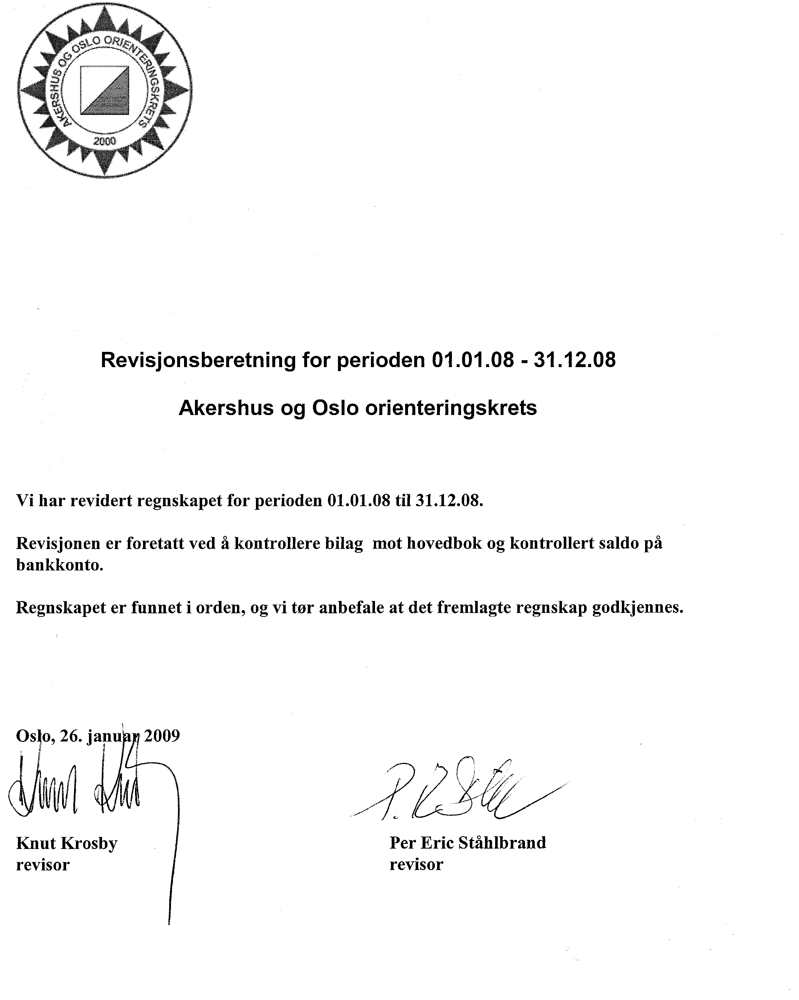 AKERSHUS OG OSLO ORIENTERINGSKRETS
2000
Revisjonsberetning for perioden 01.01.08 - 31.12.08
Akershus og Oslo orienteringskrets
Vi har revidert regnskapet for perioden 01.01.08 til 31.12.08.
Revisjonen er foretatt ved å kontrollere bilag  mot hovedbok og kontrollert saldo på
bankkonto.
Regnskapet er funnet i orden, og vi tør anbefale at det fremlagte regnskap godkjennes.
Oslo, 26. januar 2009
Knut Krosby
revisor
Per Eric Ståhlbrand
revisor